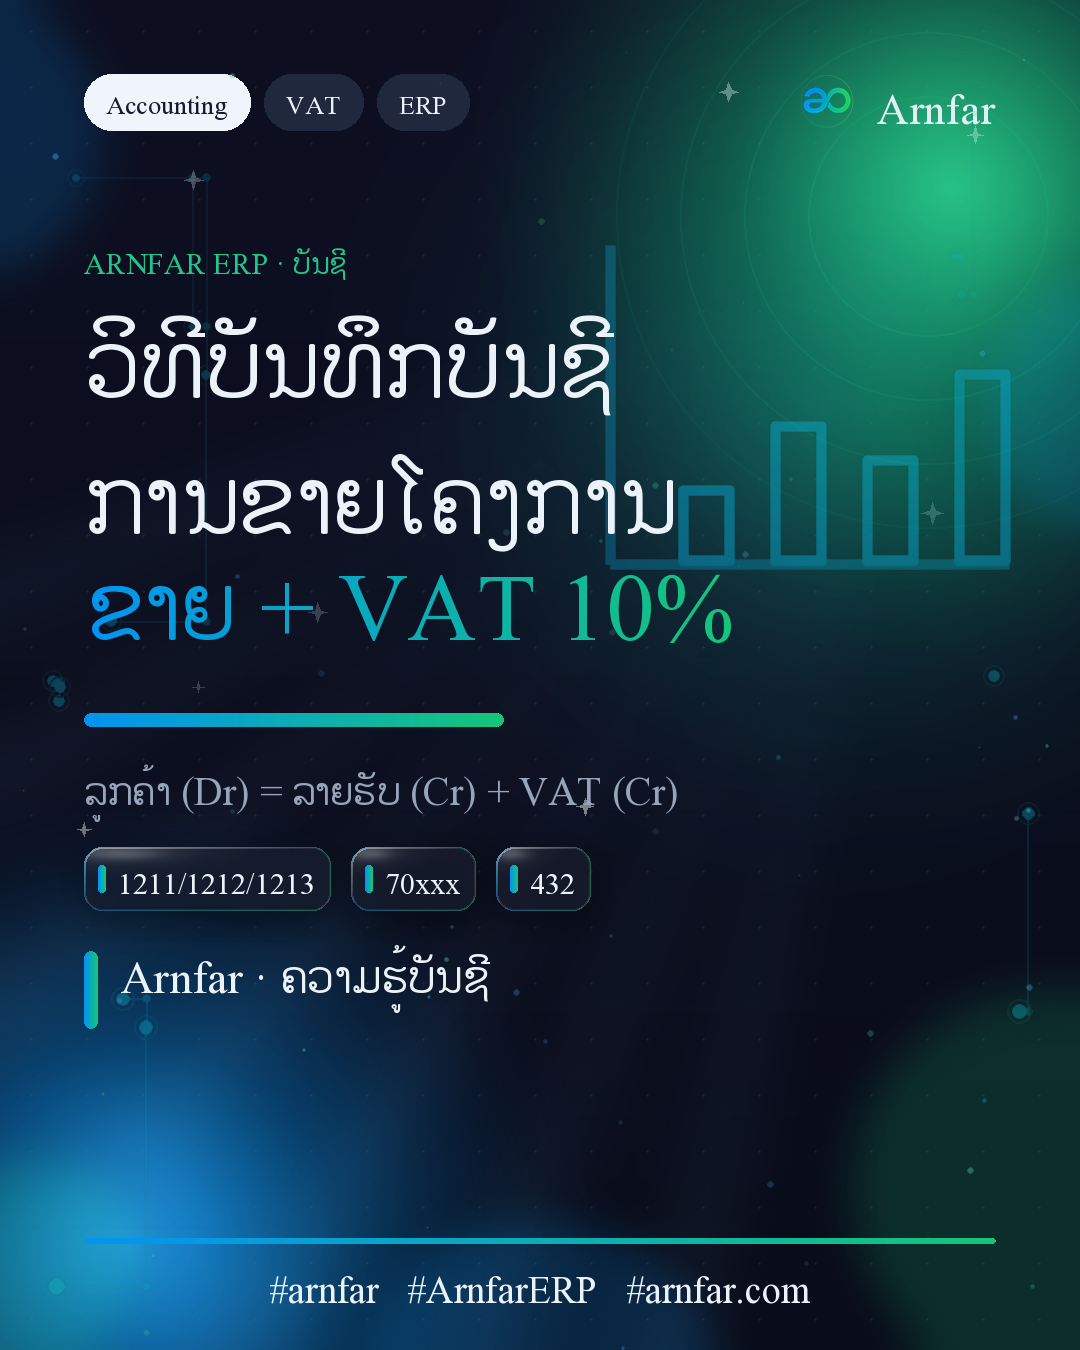 Accounting VAT ERP
Arnfar
ARNFAR ERP · ບັນຊີ
ວິທີບັນທຶກບັນຊີ
ການຂາຍໂຄງການ
ຂາຍ + VAT 10%
ລູກຄ້າ (Dr) = ລາຍຮັບ (Cr) + VAT (Cr)
1211/1212/1213 70xxx 432
Arnfar · ຄວາມຮູ້ບັນຊີ
#arnfar #ArnfarERP #arnfar.com